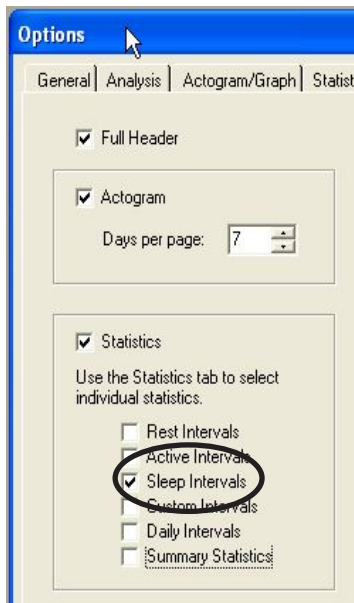 Options
General Analysis Actogram/Graph Statist
Full Header
Actogram
Days per page: 7
Statistics
Use the Statistics tab to select
individual statistics.
Rest Intervals
Active Intervals
Sleep Intervals
Custom Intervals
Daily Intervals
Summary Statistics